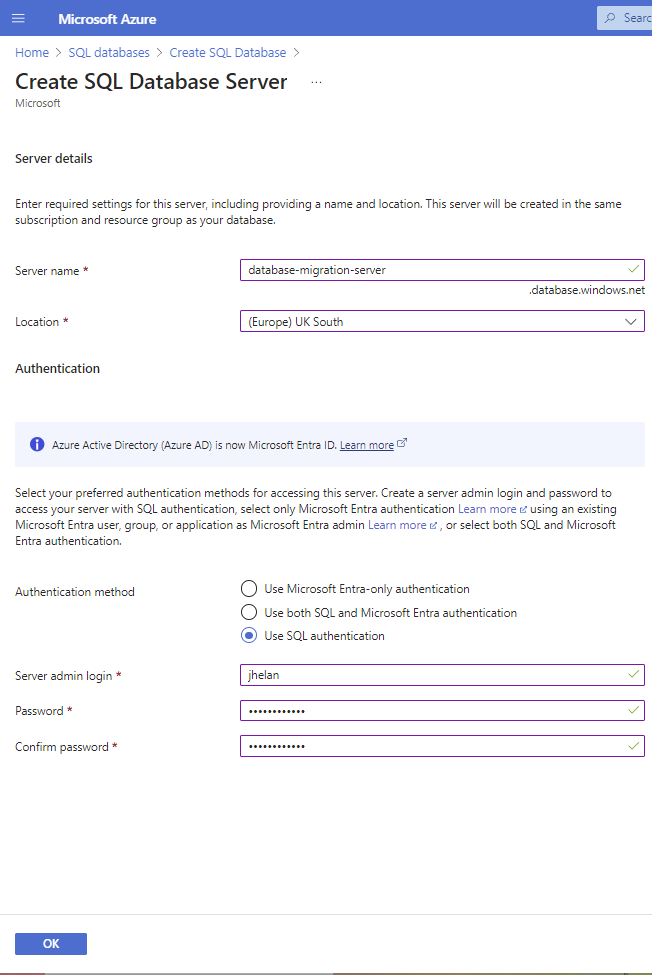 Microsoft Azure
Searc
Home > SQL databases > Create SQL Database >
Create SQL Database Server ...
Microsoft
Server details
Enter required settings for this server, including providing a name and location. This server will be created in the same
subscription and resource group as your database.
Server name *
database-migration-server
.database.windows.net
Location *
(Europe) UK South
Authentication
Azure Active Directory (Azure AD) is now Microsoft Entra ID. Learn more
Select your preferred authentication methods for accessing this server. Create a server admin login and password to
access your server with SQL authentication, select only Microsoft Entra authentication Learn more using an existing
Microsoft Entra user, group, or application as Microsoft Entra admin Learn more , or select both SQL and Microsoft
Entra authentication.
Authentication method
Use Microsoft Entra-only authentication
Use both SQL and Microsoft Entra authentication
Use SQL authentication
Server admin login *
jhelan
Password *
••••••••••••
Confirm password *
••••••••••••
OK